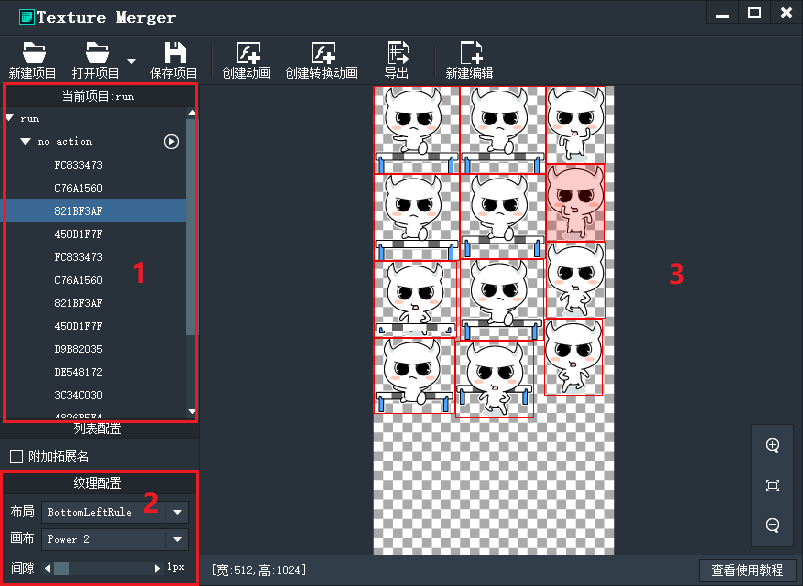 Texture Merger
新建项目 打开项目 保存项目 创建动画 创建转换动画 导出 新建编辑
当前项目:run
run
no action
FC833473
C76A1560
821BF3AF
450D1F7F
FC833473
C76A1560
821BF3AF
450D1F7F
D9B82035
DE548172
3C34C030
1
3
列表配置
附加拓展名
纹理配置
布局 BottomLeftRule
2
画布 Power 2
间隙 1px
[宽:512,高:1024]
查看使用教程